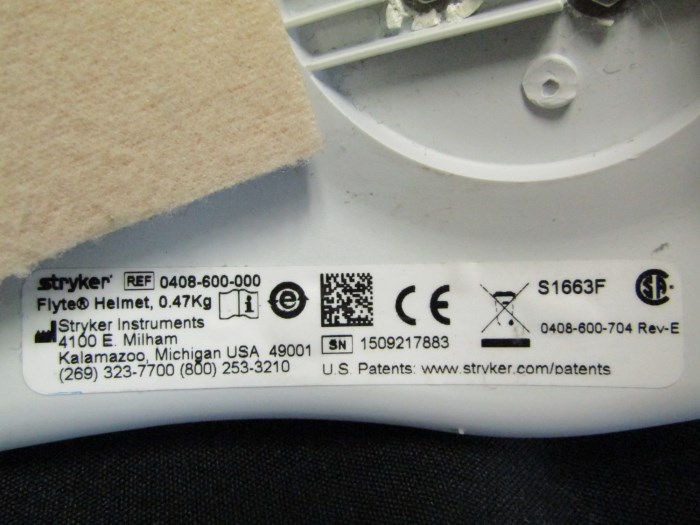 stryker REF 0408-600-000
Flyte® Helmet, 0.47Kg
Stryker Instruments
4100 E. Milham
Kalamazoo, Michigan USA 49001
(269) 323-7700 (800) 253-3210
CE
SN 1509217883
U.S. Patents: www.stryker.com/patents
S1663F
0408-600-704 Rev-E